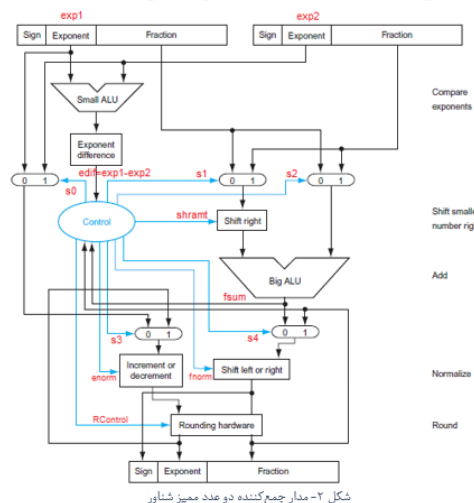 exp1
exp2
Sign Exponent Fraction
Sign Exponent Fraction
Small ALU
Compare
exponents
Exponent
difference
edif=exp1-exp2
0 1
s0
s1
0 1
s2
0 1
Control
shramt
Shift right
Shift smalle
number rig
Big ALU
Add
fsum
0 1
s3
s4
0 1
enorm
Increment or
decrement
fnorm
Shift left or right
Normalize
RControl
Rounding hardware
Round
Sign Exponent Fraction
شکل ۲- مدار جمع‌کننده دو عدد ممیز شناور